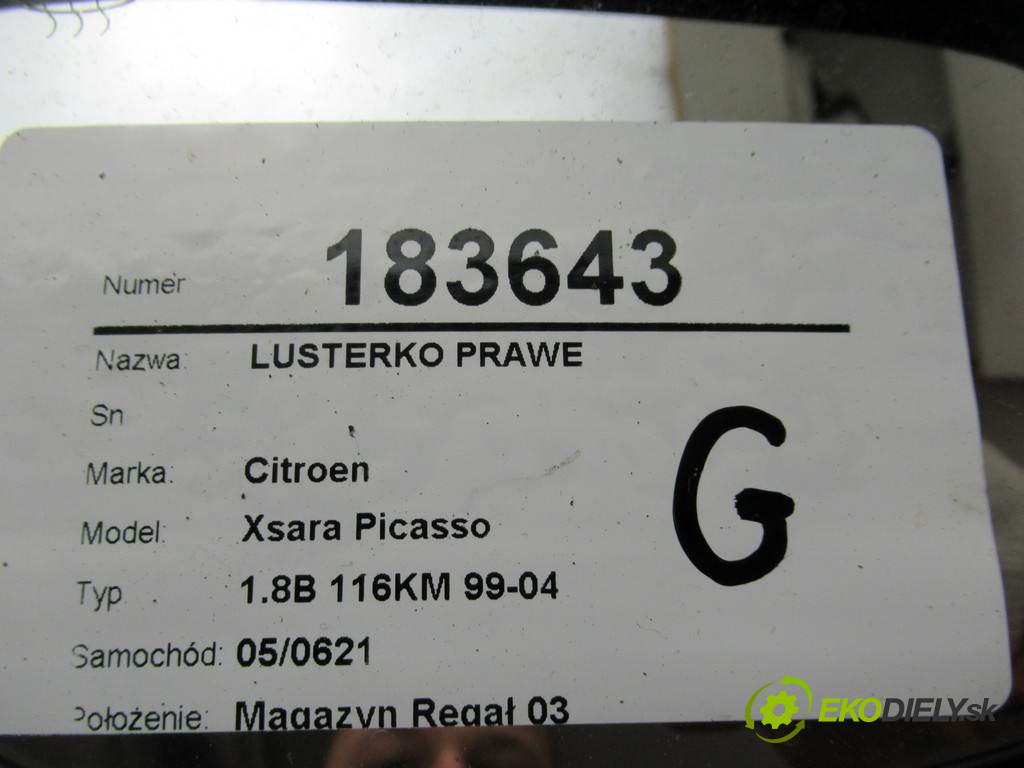 Numer 183643
Nazwa: LUSTERKO PRAWE
Sn
Marka: Citroen
Model: Xsara Picasso
Typ 1.8B 116KM 99-04
Samochód: 05/0621
Położenie: Magazyn Regał 03
G
EKODIELY.sk